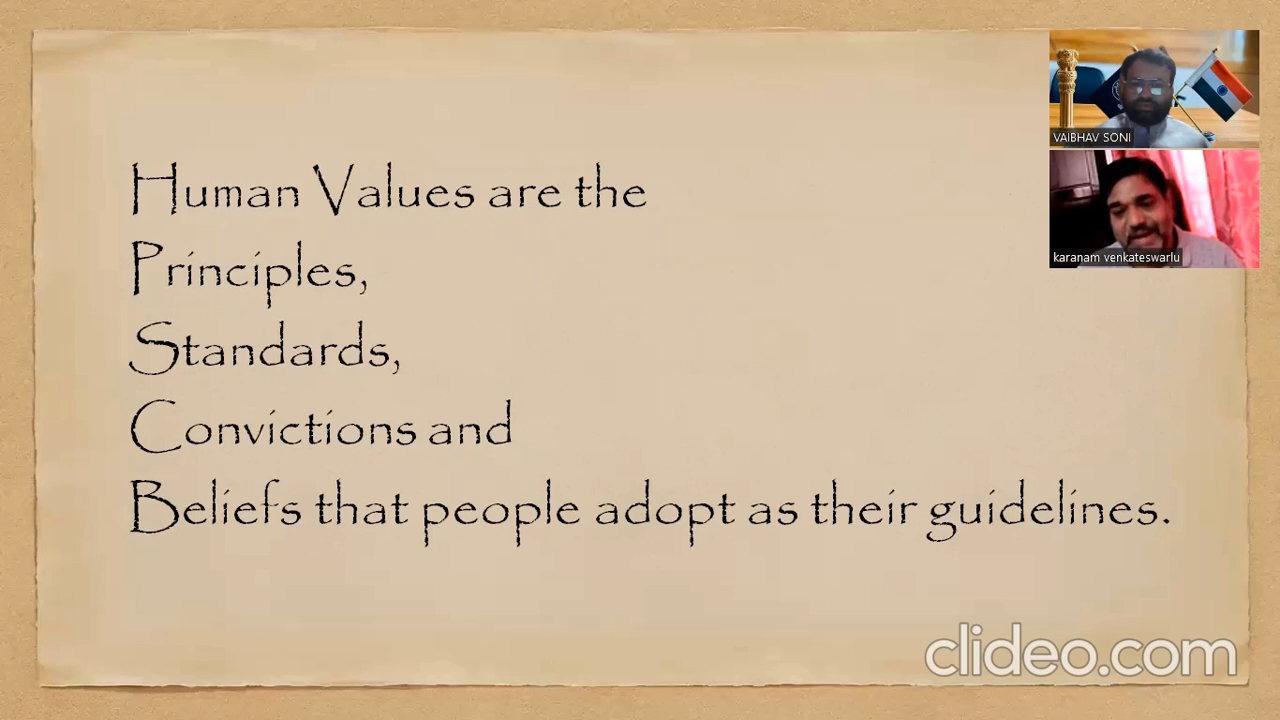 Human Values are the
Principles,
Standards,
Convictions and
Beliefs that people adopt as their guidelines.
VAIBHAV SONI
karanam venkateswarlu
clideo.com